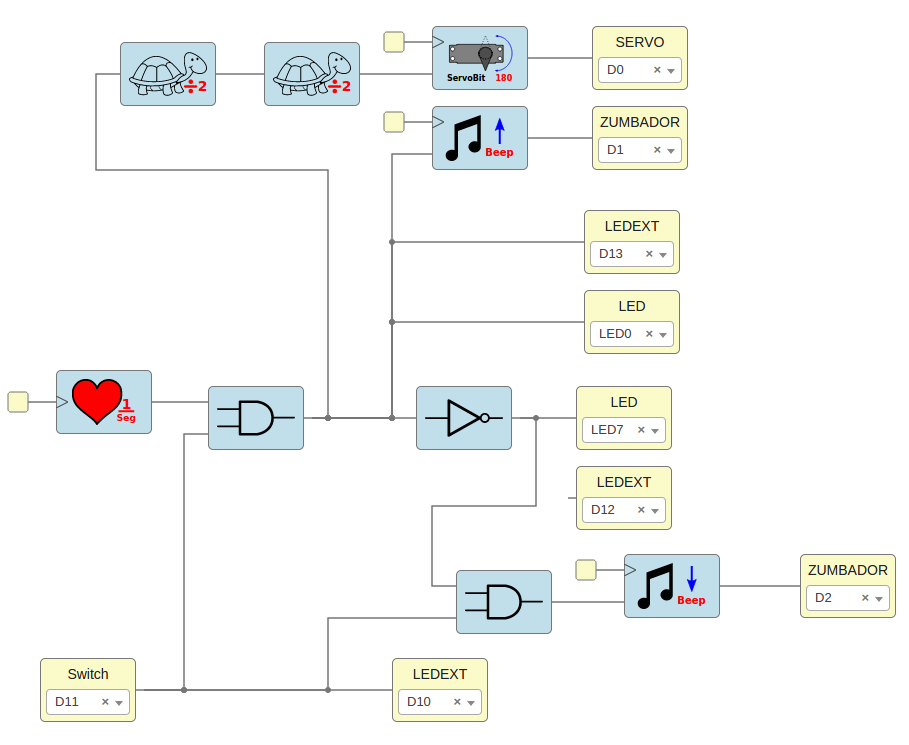 ÷2
÷2
ServoBit 180
SERVO
D0 ×
Beep
ZUMBADOR
D1 ×
LEDEXT
D13 ×
LED
LED0 ×
1
Seg
LED
LED7 ×
LEDEXT
D12 ×
Beep
ZUMBADOR
D2 ×
Switch
D11 ×
LEDEXT
D10 ×